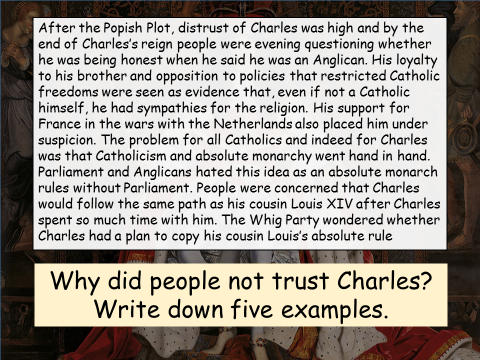 After the Popish Plot, distrust of Charles was high and by the
end of Charles's reign people were evening questioning whether
he was being honest when he said he was an Anglican. His loyalty
to his brother and opposition to policies that restricted Catholic
freedoms were seen as evidence that, even if not a Catholic
himself, he had sympathies for the religion. His support for
France in the wars with the Netherlands also placed him under
suspicion. The problem for all Catholics and indeed for Charles
was that Catholicism and absolute monarchy went hand in hand.
Parliament and Anglicans hated this idea as an absolute monarch
rules without Parliament. People were concerned that Charles
would follow the same path as his cousin Louis XIV after Charles
spent so much time with him. The Whig Party wondered whether
Charles had a plan to copy his cousin Louis's absolute rule
Why did people not trust Charles?
Write down five examples.